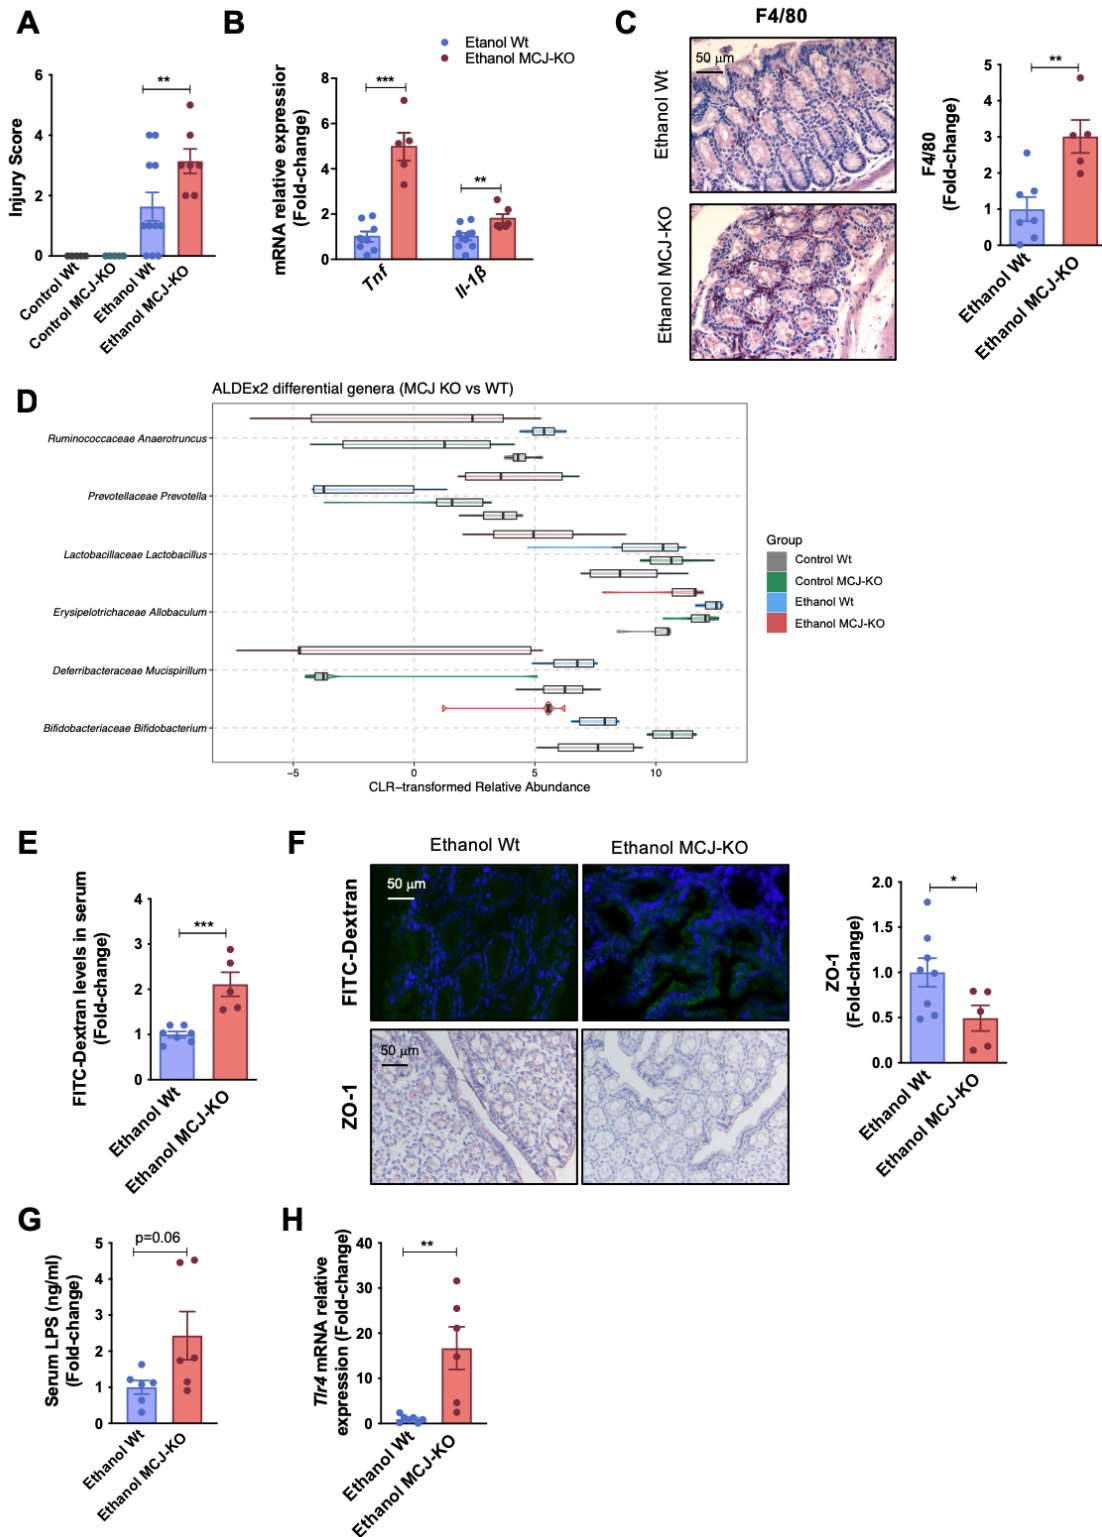 A
Injury Score
6
4
2
0
Control Wt
Control MCJ-KO
Ethanol Wt
Ethanol MCJ-KO
**
B
Etanol Wt
Ethanol MCJ-KO
mRNA relative expression
(Fold-change)
8
6
4
2
0
***
**
Tnf
Il-1β
C
F4/80
50 μm
Ethanol Wt
Ethanol MCJ-KO
F4/80
(Fold-change)
5
4
3
2
1
0
**
Ethanol Wt
Ethanol MCJ-KO
D
ALDEx2 differential genera (MCJ KO vs WT)
Ruminococcaceae Anaerotruncus
Prevotellaceae Prevotella
Lactobacillaceae Lactobacillus
Erysipelotrichaceae Allobaculum
Deferribacteraceae Mucispirillum
Bifidobacteriaceae Bifidobacterium
−5
0
5
10
CLR−transformed Relative Abundance
Group
Control Wt
Control MCJ-KO
Ethanol Wt
Ethanol MCJ-KO
E
FITC-Dextran levels in serum
(Fold-change)
4
3
2
1
0
***
Ethanol Wt
Ethanol MCJ-KO
F
Ethanol Wt
Ethanol MCJ-KO
FITC-Dextran
50 μm
ZO-1
50 μm
ZO-1
(Fold-change)
2.0
1.5
1.0
0.5
0.0
*
Ethanol Wt
Ethanol MCJ-KO
G
Serum LPS (ng/ml)
(Fold-change)
5
4
3
2
1
0
p=0.06
Ethanol Wt
Ethanol MCJ-KO
H
Tlr4 mRNA relative
expression (Fold-change)
40
30
20
10
0
**
Ethanol Wt
Ethanol MCJ-KO